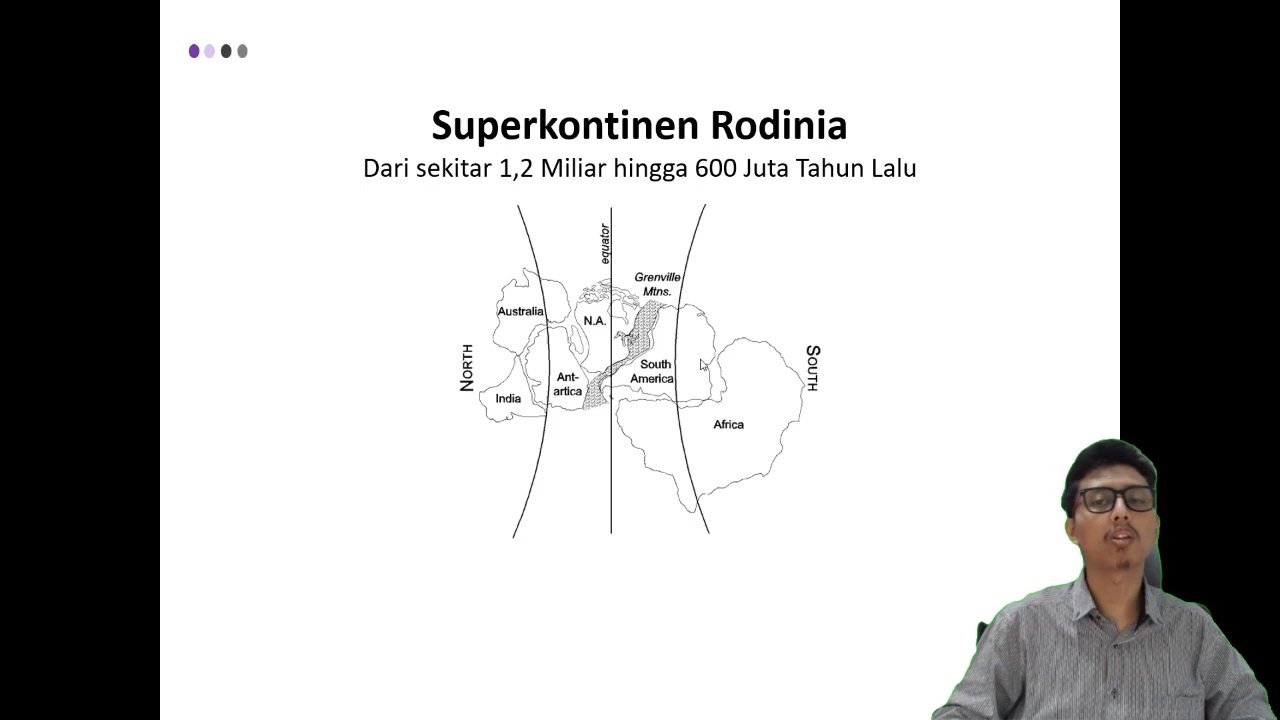 Superkontinen Rodinia
Dari sekitar 1,2 Miliar hingga 600 Juta Tahun Lalu
equator
Grenville
Mtns.
Australia
N.A.
NORTH
SOUTH
South
America
Ant-
artica
India
Africa